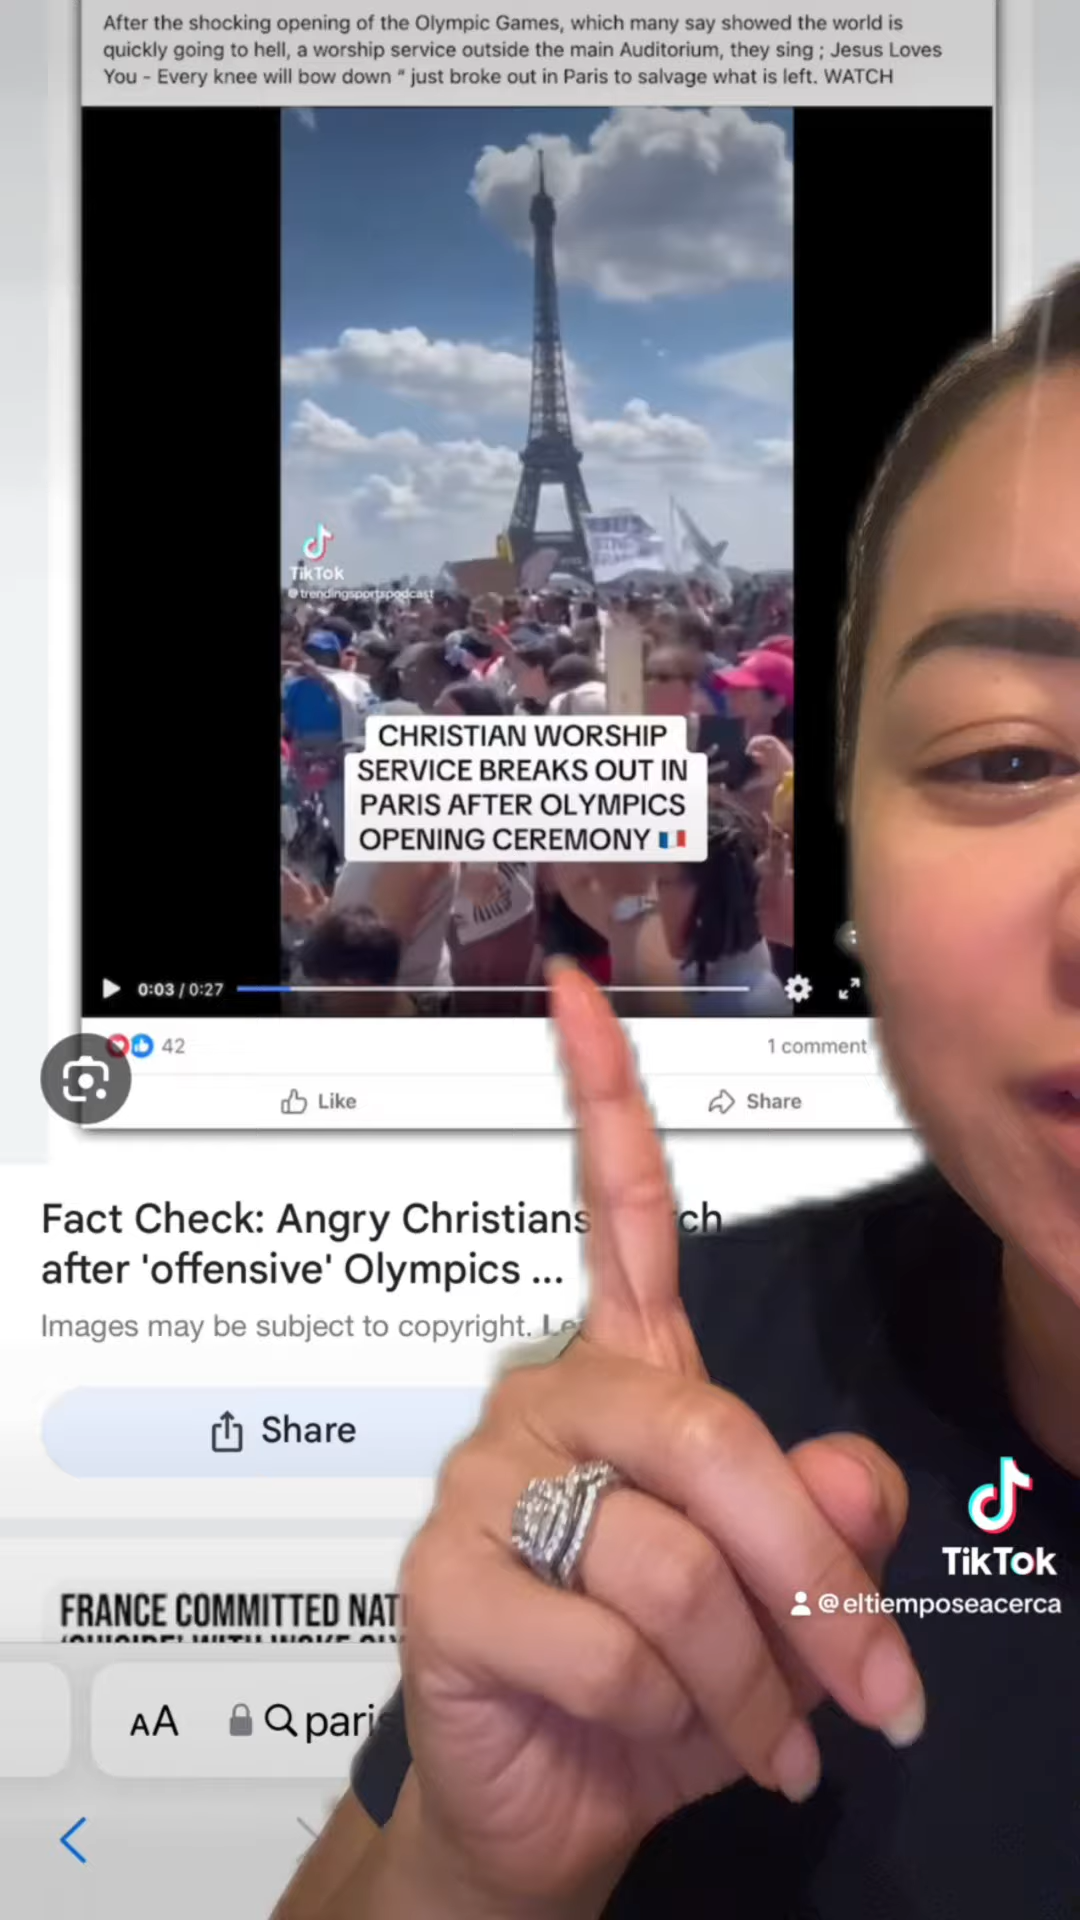 After the shocking opening of the Olympic Games, which many say showed the world is
quickly going to hell, a worship service outside the main Auditorium, they sing ; Jesus Loves
You - Every knee will bow down " just broke out in Paris to salvage what is left. WATCH
TikTok
@trendingsportspodcast
CHRISTIAN WORSHIP
SERVICE BREAKS OUT IN
PARIS AFTER OLYMPICS
OPENING CEREMONY
0:03 / 0:27
42
1 comment
Like
Share
Fact Check: Angry Christians
after 'offensive' Olympics ...
Images may be subject to copyright.
Share
TikTok
@eltiemposeacerca
FRANCE COMMITTED
AA